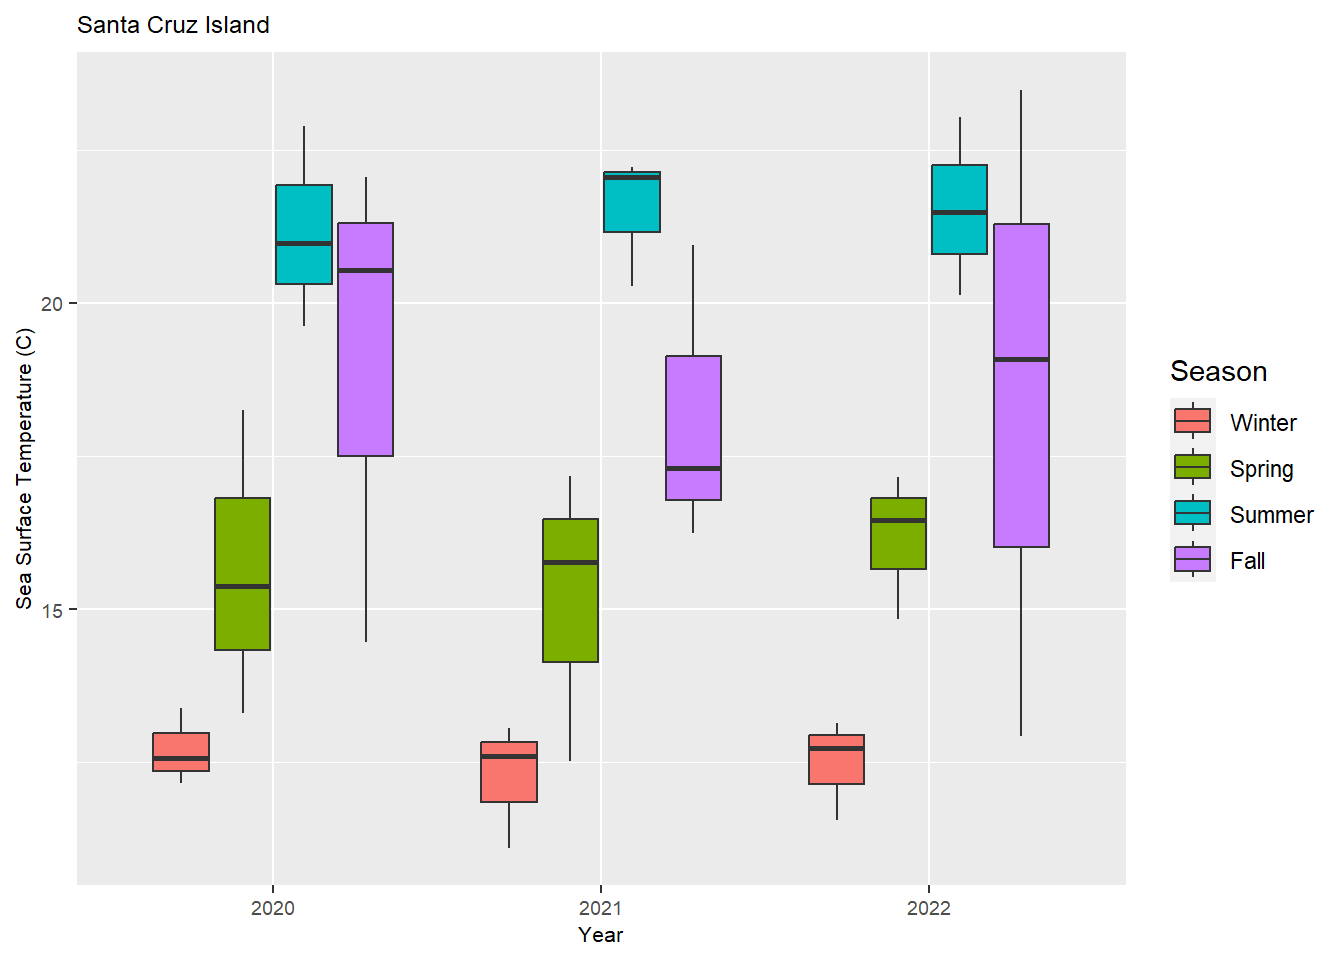 Santa Cruz Island
Sea Surface Temperature (C)
20
15
2020
2021
2022
Year
Season
Winter
Spring
Summer
Fall